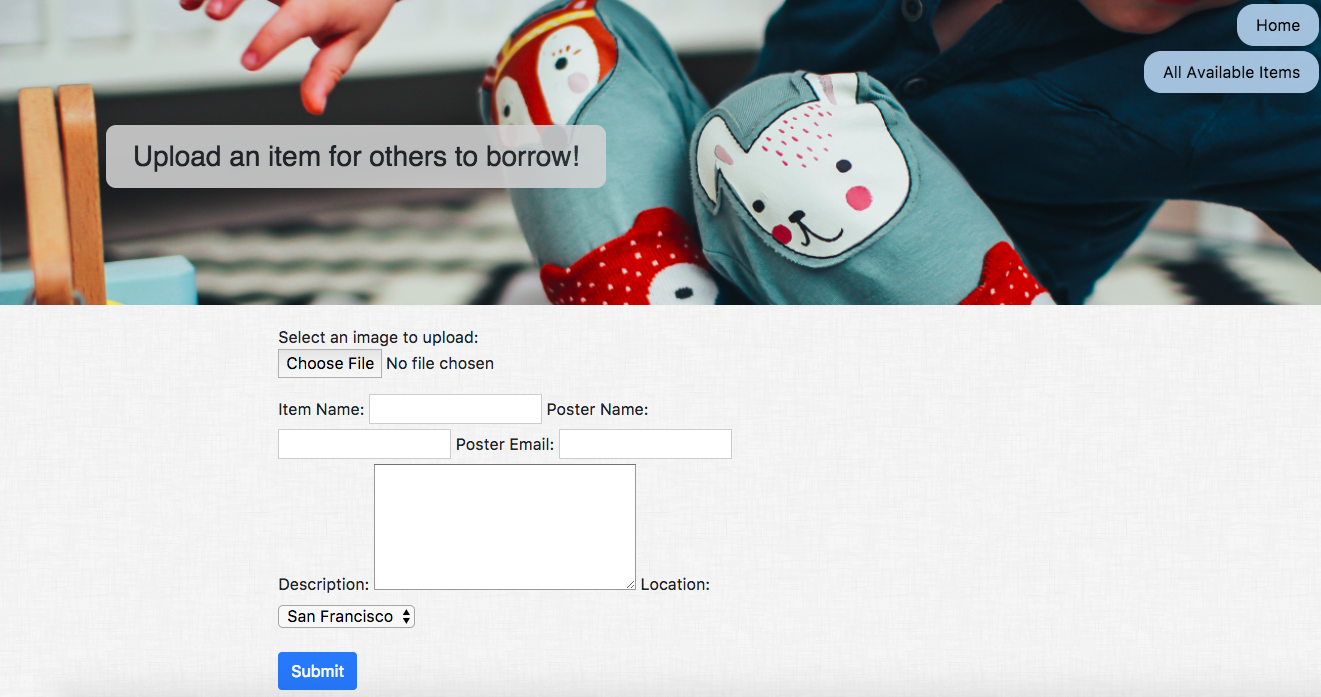 Home
All Available Items
Upload an item for others to borrow!
Select an image to upload:
Choose File No file chosen
Item Name: Poster Name:
Poster Email:
Description: Location:
San Francisco
Submit